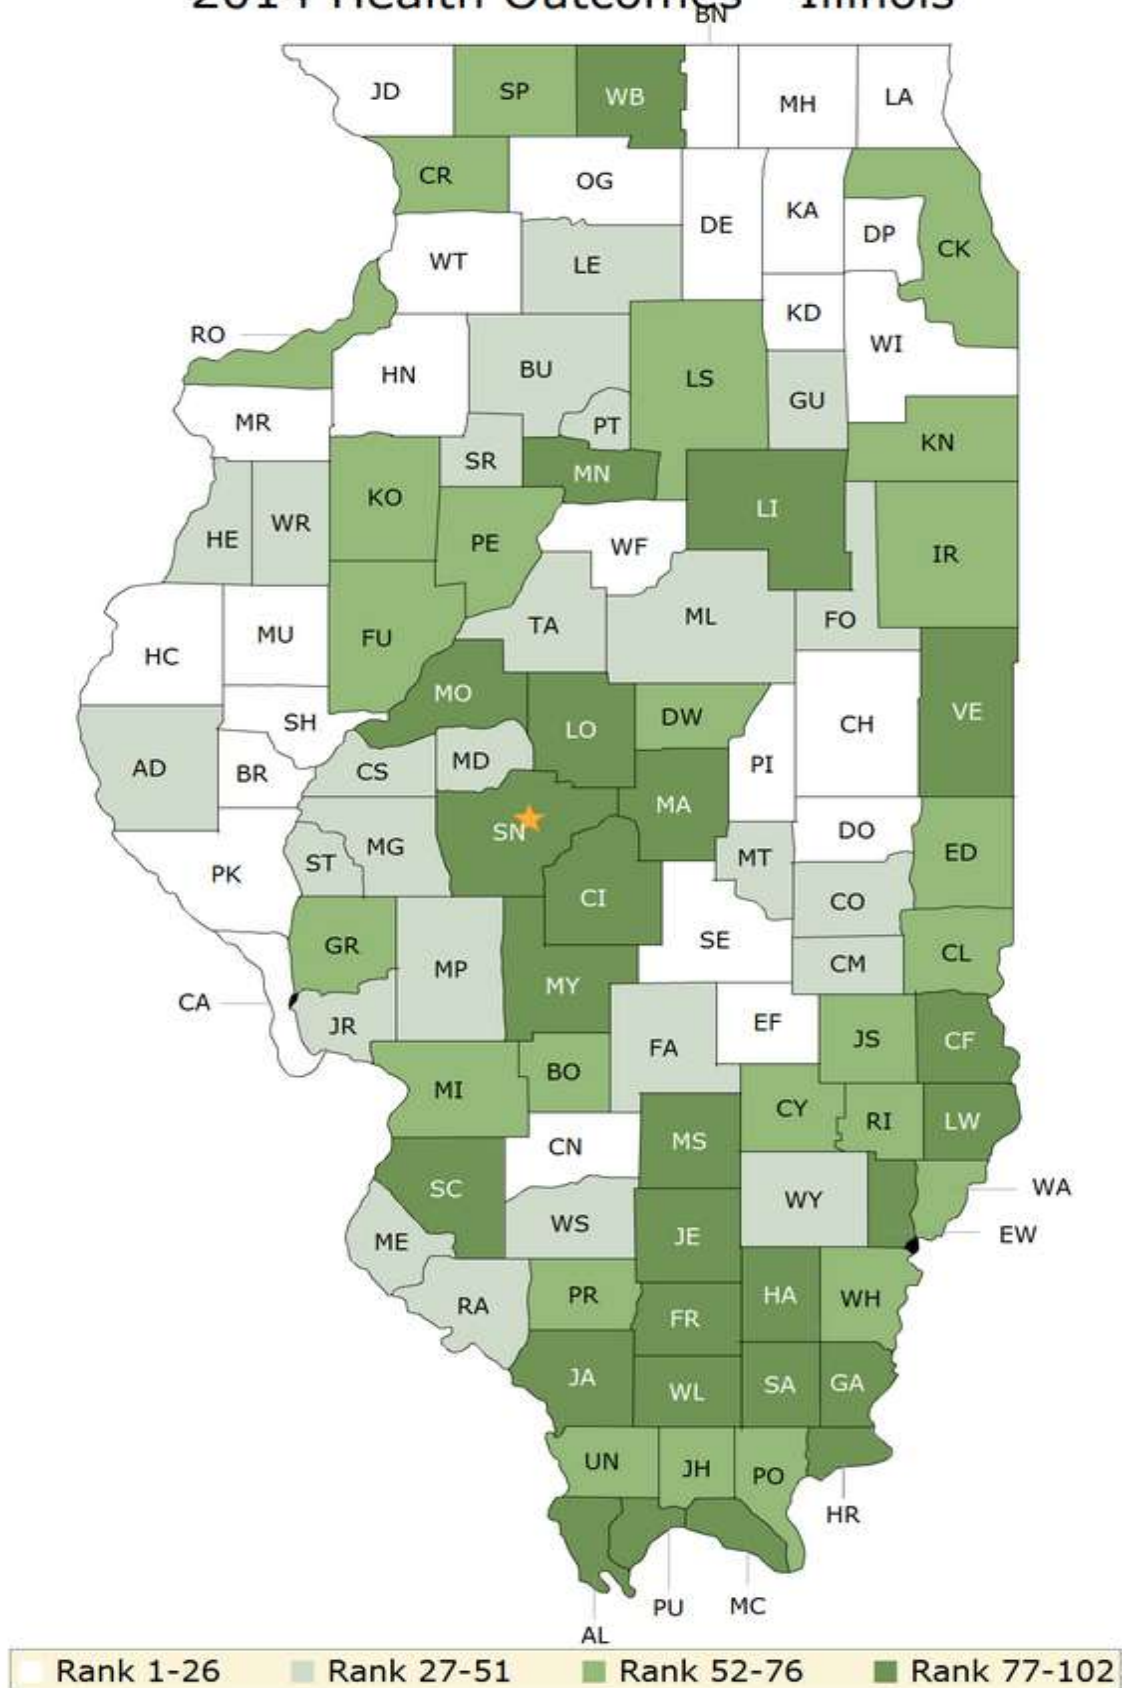 2014 Health Outcomes - Illinois
BN
JD SP WB MH LA
CR OG DE KA DP CK
WT LE KD WI
RO HN BU LS GU
MR PT KN
SR MN
HE WR KO PE WF LI IR
HC MU FU TA ML FO
SH MO LO DW CH VE
AD BR CS MD PI
PK ST MG SN MA MT DO ED
CI CO
GR MP SE CM CL
CA JR MY FA EF JS CF
MI BO CY RI LW
CN MS
SC WS WY WA
ME JE EW
RA PR FR HA WH
JA WL SA GA
UN JH PO
HR
PU MC
AL
Rank 1-26 Rank 27-51 Rank 52-76 Rank 77-102